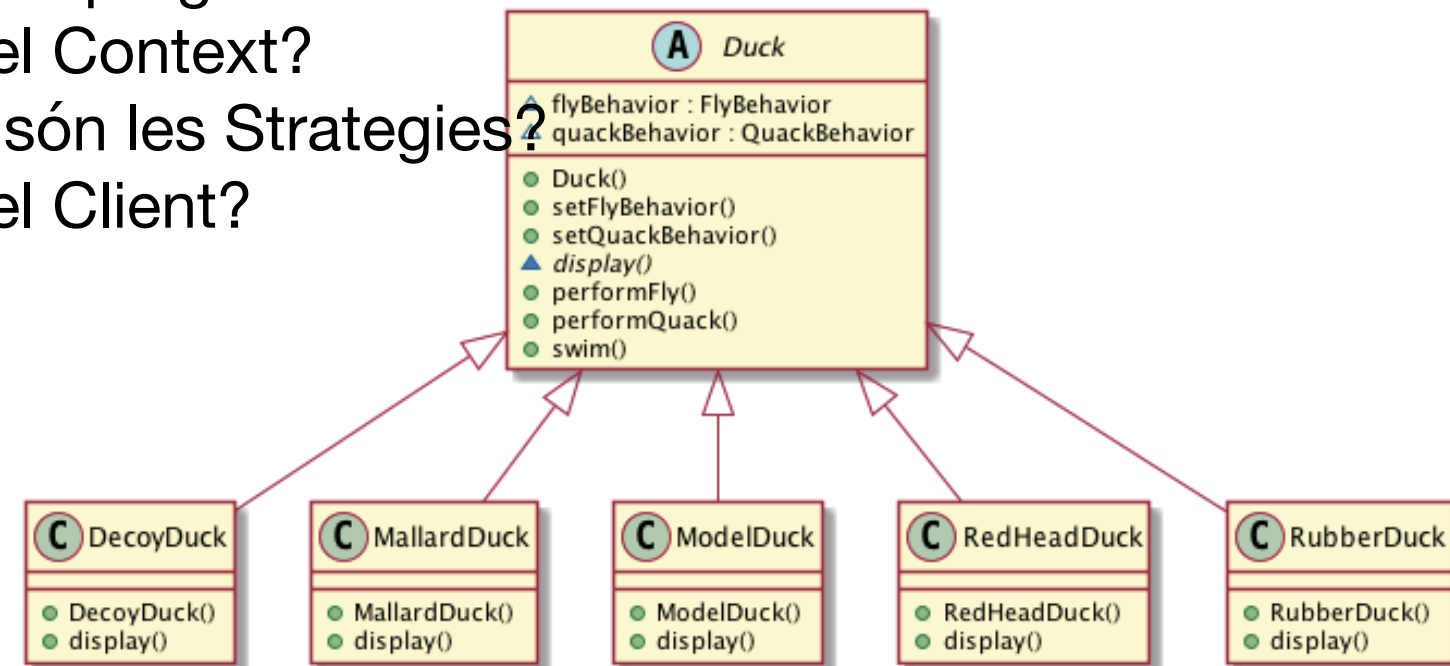 el Context?
són les Strategies?
el Client?
A Duck
flyBehavior : FlyBehavior
quackBehavior : QuackBehavior
Duck()
setFlyBehavior()
setQuackBehavior()
display()
performFly()
performQuack()
swim()
C DecoyDuck
DecoyDuck()
display()
C MallardDuck
MallardDuck()
display()
C ModelDuck
ModelDuck()
display()
C RedHeadDuck
RedHeadDuck()
display()
C RubberDuck
RubberDuck()
display()